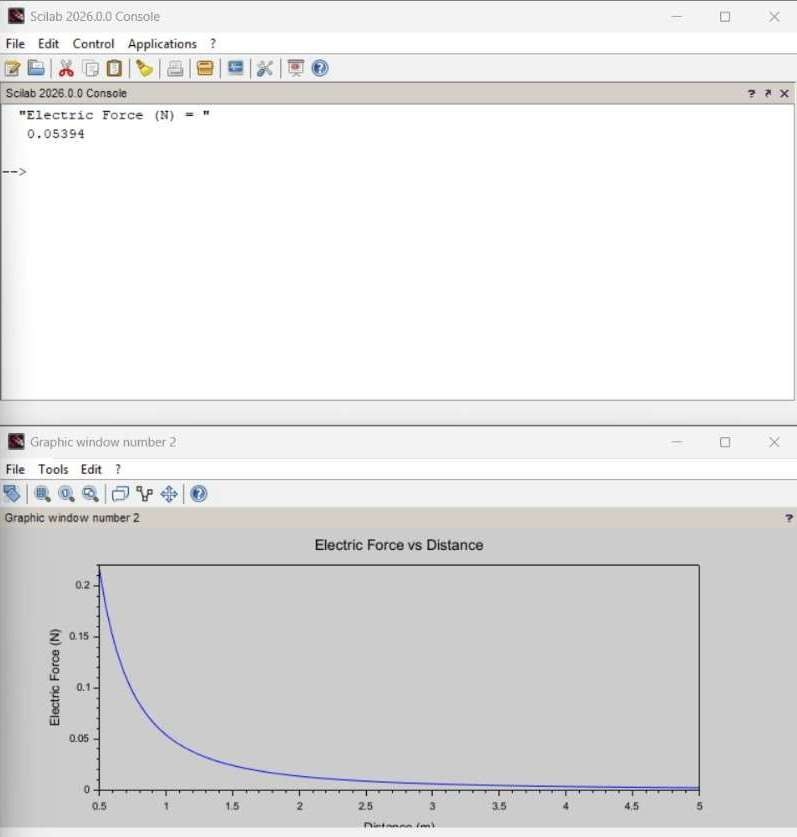 Scilab 2026.0.0 Console
File Edit Control Applications ?
Scilab 2026.0.0 Console ? ↗ ×
"Electric Force (N) = "
0.05394
-->
Graphic window number 2
File Tools Edit ?
Graphic window number 2 ?
Electric Force vs Distance
Electric Force (N)
0.2
0.15
0.1
0.05
0
0.5 1 1.5 2 2.5 3 3.5 4 4.5 5
Distance (m)